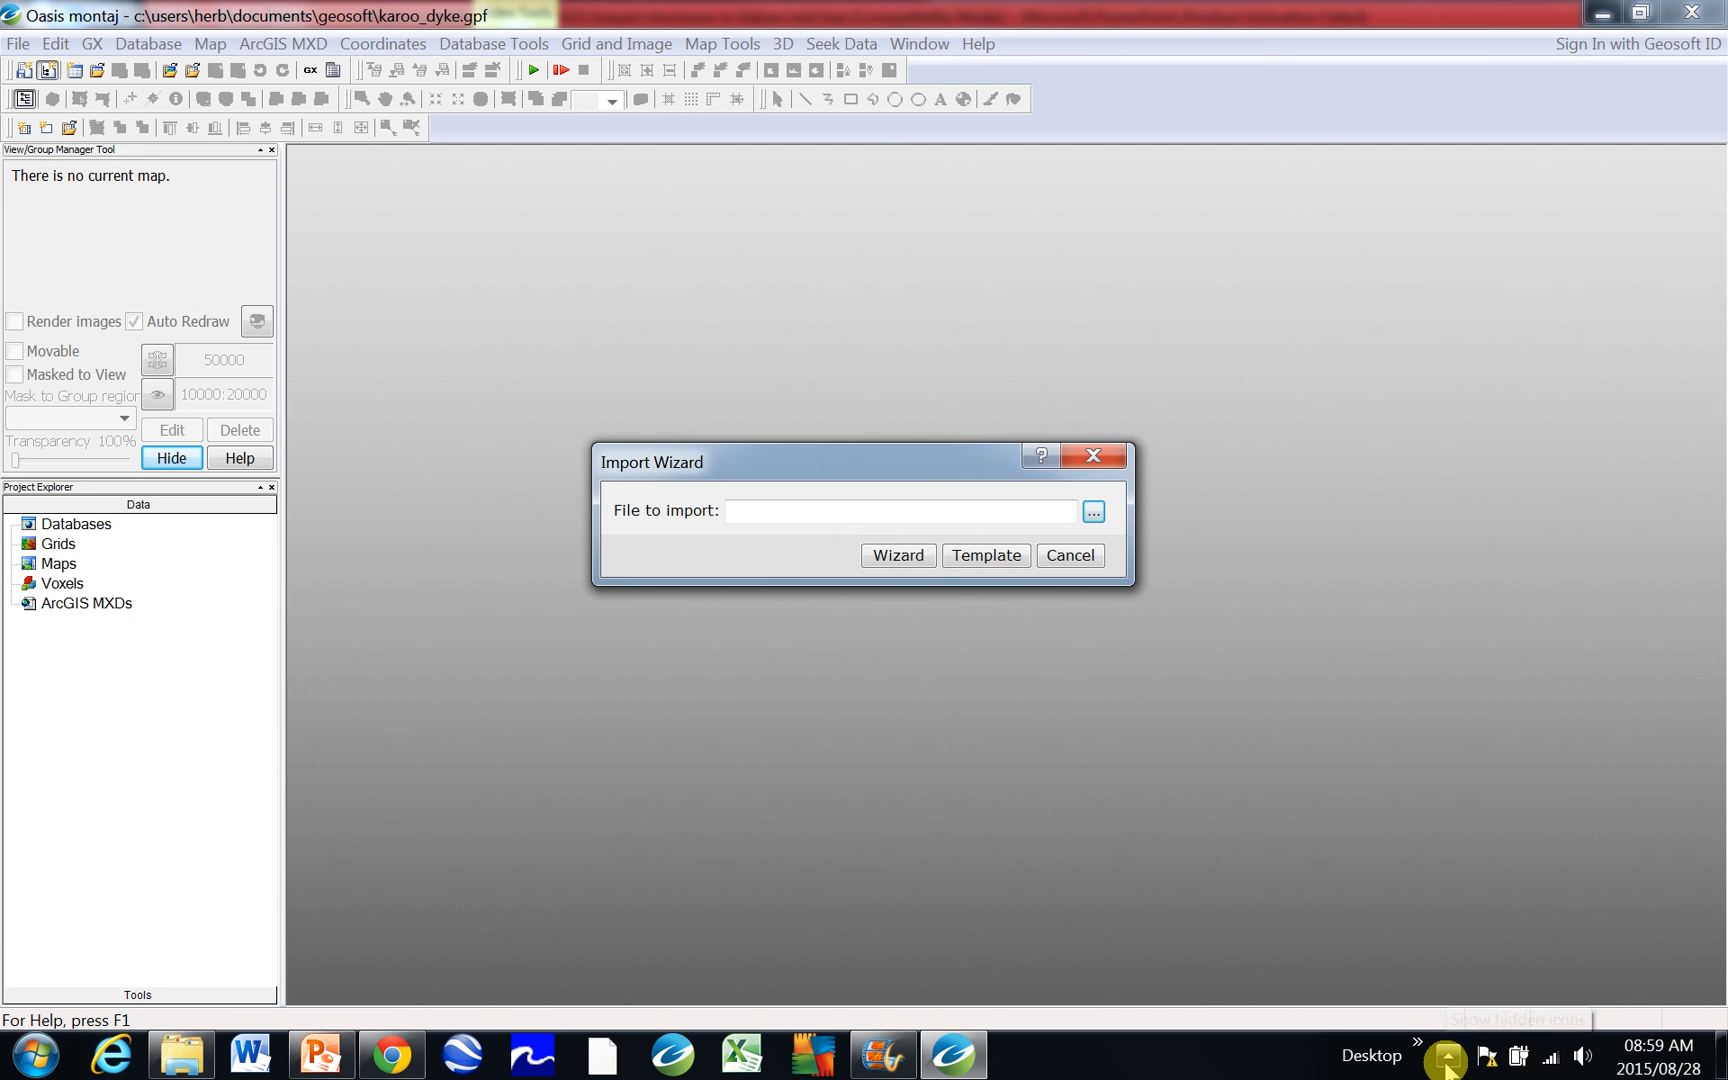 Oasis montaj - c:\users\herb\documents\geosoft\karoo_dyke.gpf
File Edit GX Database Map ArcGIS MXD Coordinates Database Tools Grid and Image Map Tools 3D Seek Data Window Help Sign In with Geosoft ID
GX
View/Group Manager Tool
There is no current map.
Render images Auto Redraw
Movable 50000
Masked to View
Mask to Group region 10000:20000
Transparency 100% Edit Delete
Hide Help
Project Explorer
Data
Databases
Grids
Maps
Voxels
ArcGIS MXDs
Tools
Import Wizard
File to import: ...
Wizard Template Cancel
For Help, press F1
Show hidden icons
Desktop
08:59 AM
2015/08/28